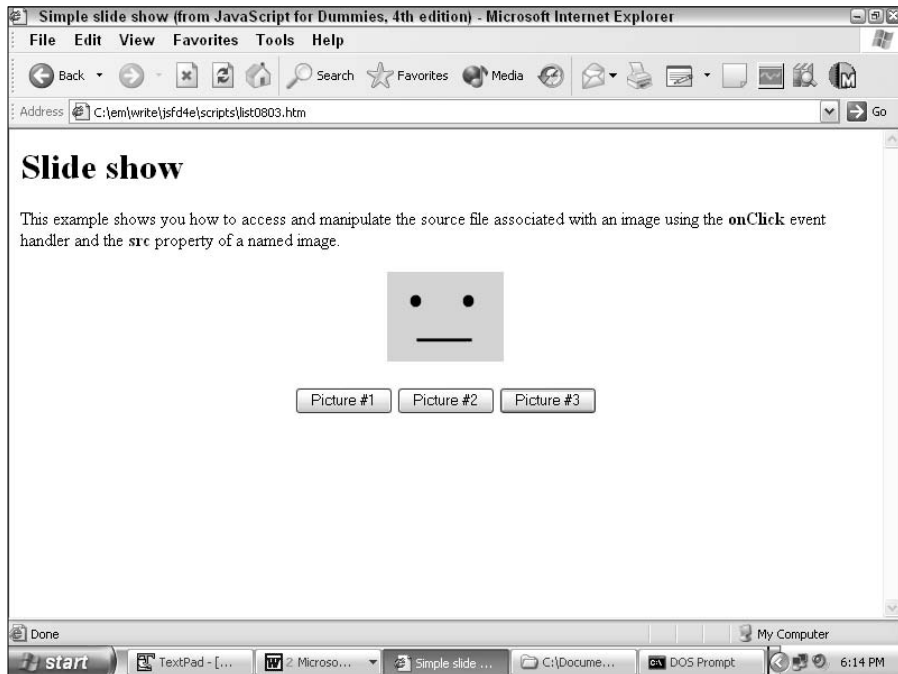 Simple slide show (from JavaScript for Dummies, 4th edition) - Microsoft Internet Explorer
File Edit View Favorites Tools Help
Back Search Favorites Media
Address C:\em\write\jsfd4e\scripts\list0803.htm Go
Slide show
This example shows you how to access and manipulate the source file associated with an image using the onClick event
handler and the src property of a named image.
Picture #1 Picture #2 Picture #3
Done My Computer
start TextPad - [... 2 Microso... Simple slide ... C:\Docume... DOS Prompt 6:14 PM